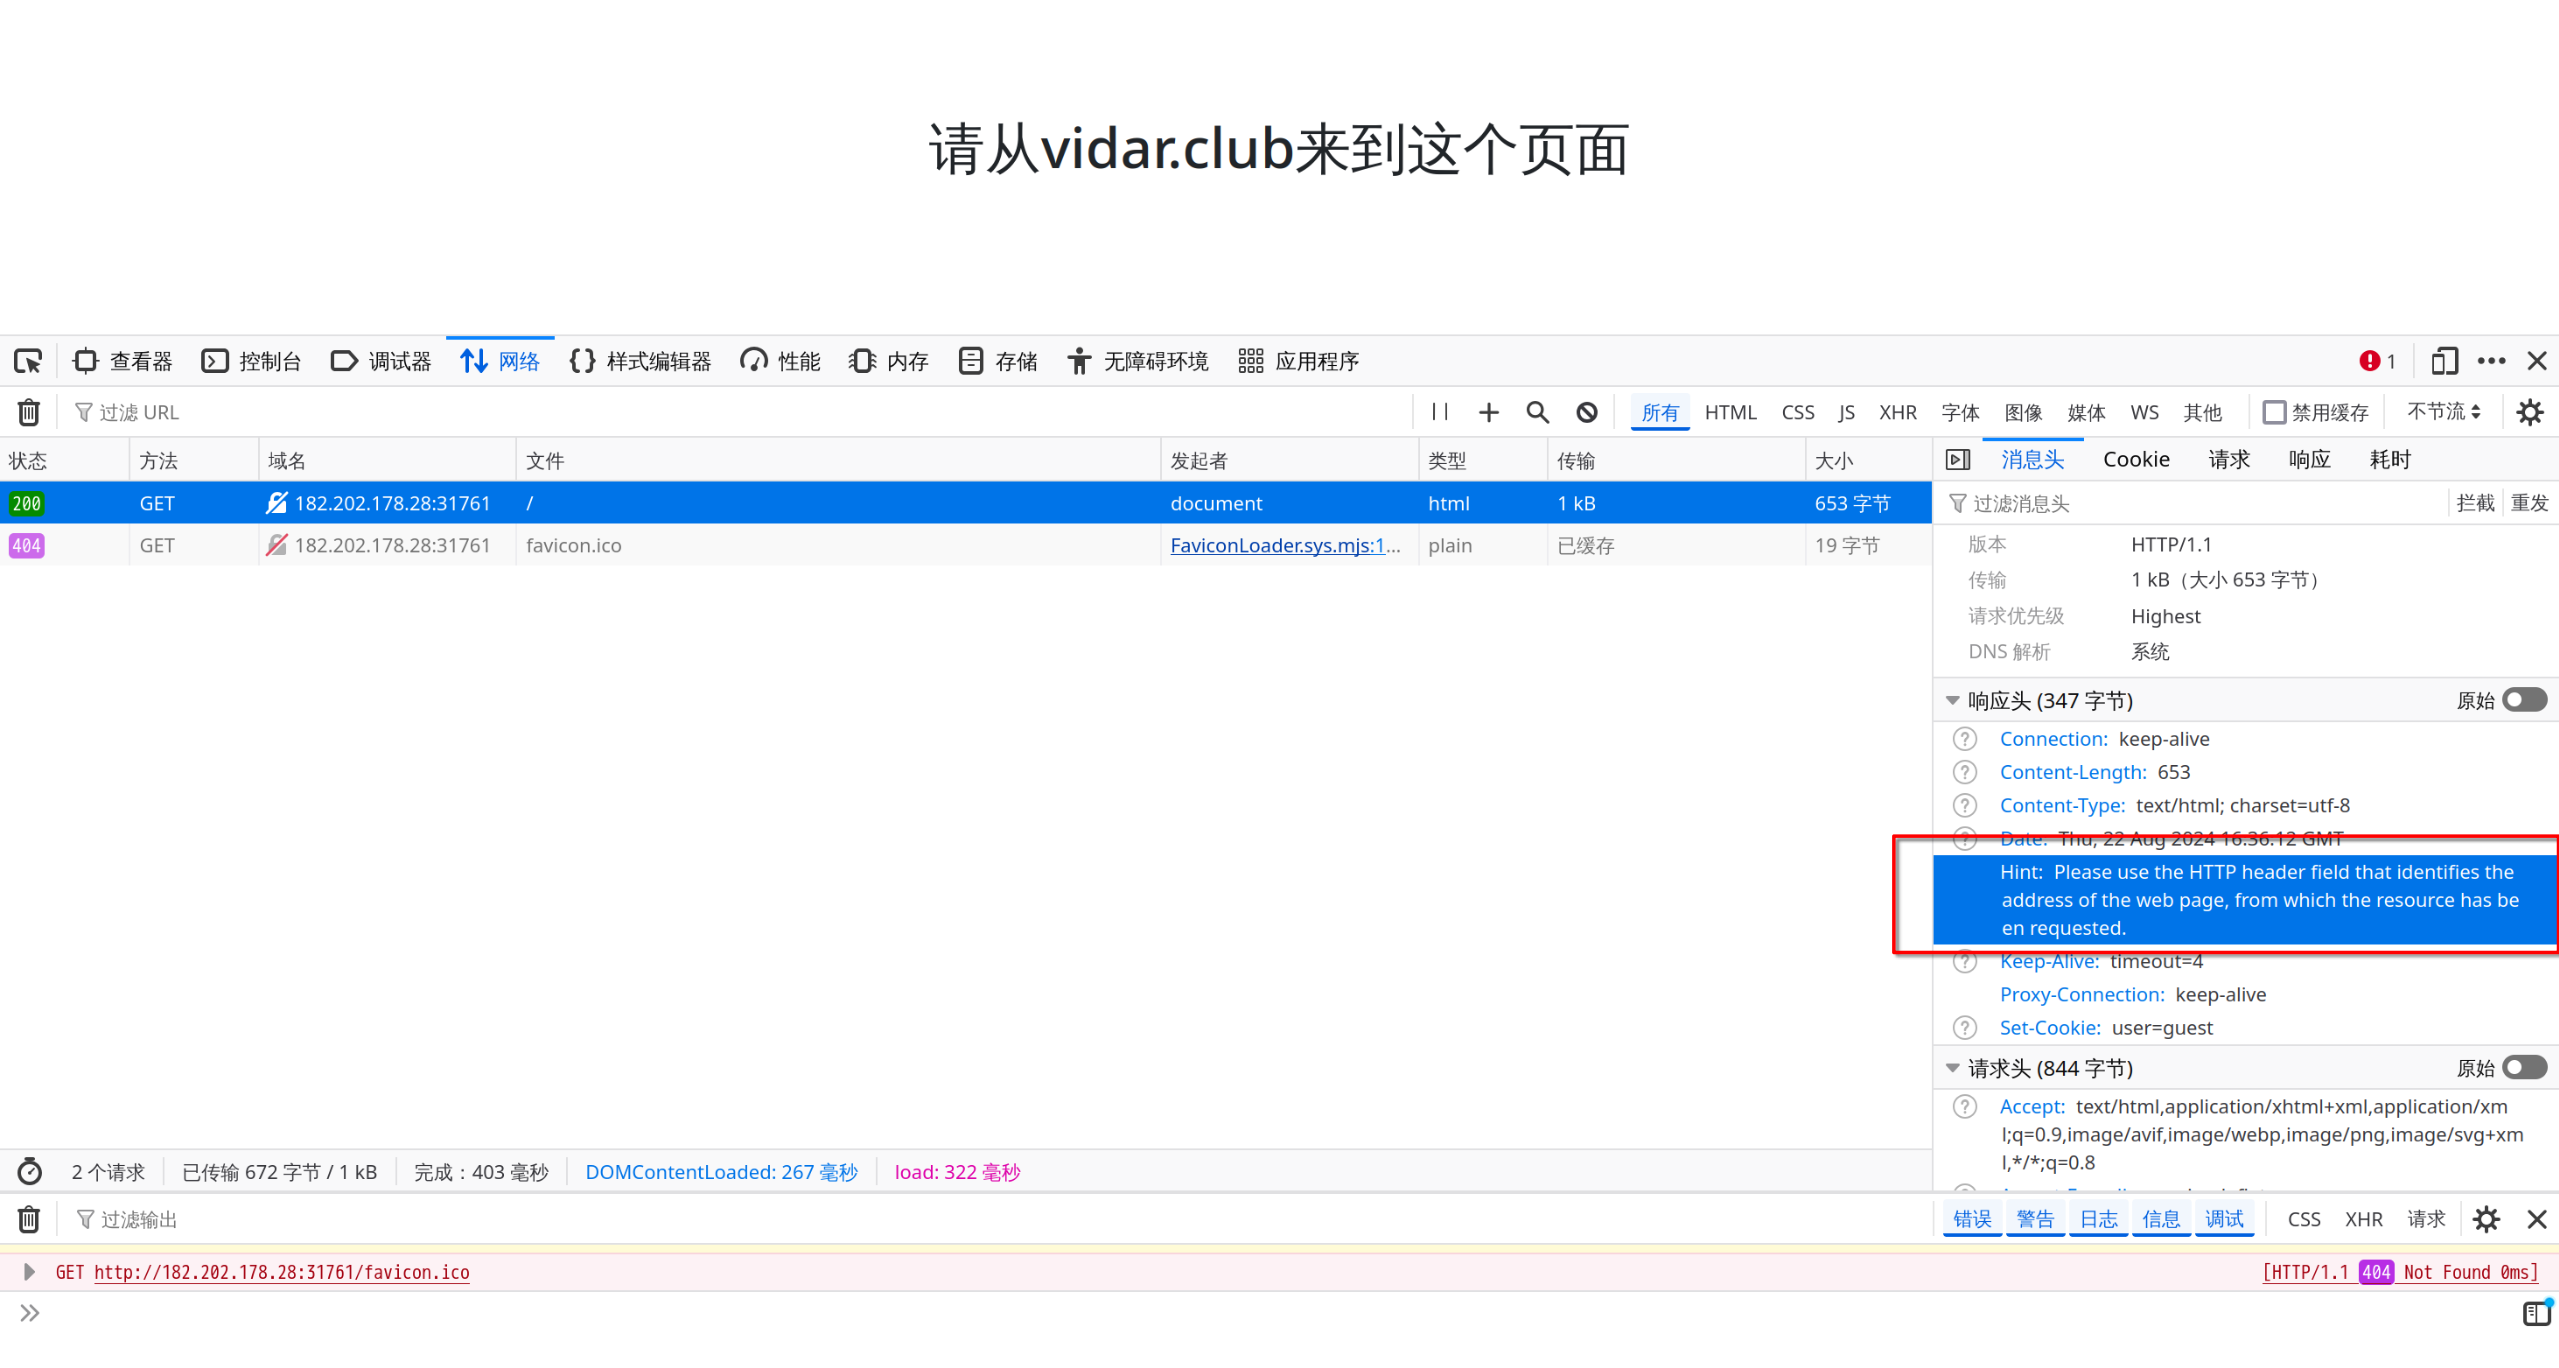 请从vidar.club来到这个页面
查看器 控制台 调试器 网络 样式编辑器 性能 内存 存储 无障碍环境 应用程序 1
过滤 URL 所有 HTML CSS JS XHR 字体 图像 媒体 WS 其他 禁用缓存 不节流
状态 方法 域名 文件 发起者 类型 传输 大小
200 GET 182.202.178.28:31761 / document html 1 kB 653 字节
404 GET 182.202.178.28:31761 favicon.ico FaviconLoader.sys.mjs:1… plain 已缓存 19 字节
消息头 Cookie 请求 响应 耗时
过滤消息头 拦截 重发
版本 HTTP/1.1
传输 1 kB（大小 653 字节）
请求优先级 Highest
DNS 解析 系统
响应头 (347 字节) 原始
Connection: keep-alive
Content-Length: 653
Content-Type: text/html; charset=utf-8
Date: Thu, 22 Aug 2024 16:36:12 GMT
Hint: Please use the HTTP header field that identifies the
address of the web page, from which the resource has be
en requested.
Keep-Alive: timeout=4
Proxy-Connection: keep-alive
Set-Cookie: user=guest
请求头 (844 字节) 原始
Accept: text/html,application/xhtml+xml,application/xm
l;q=0.9,image/avif,image/webp,image/png,image/svg+xm
l,*/*;q=0.8
2 个请求 已传输 672 字节 / 1 kB 完成：403 毫秒 DOMContentLoaded: 267 毫秒 load: 322 毫秒
过滤输出 错误 警告 日志 信息 调试 CSS XHR 请求
GET http://182.202.178.28:31761/favicon.ico [HTTP/1.1 404 Not Found 0ms]